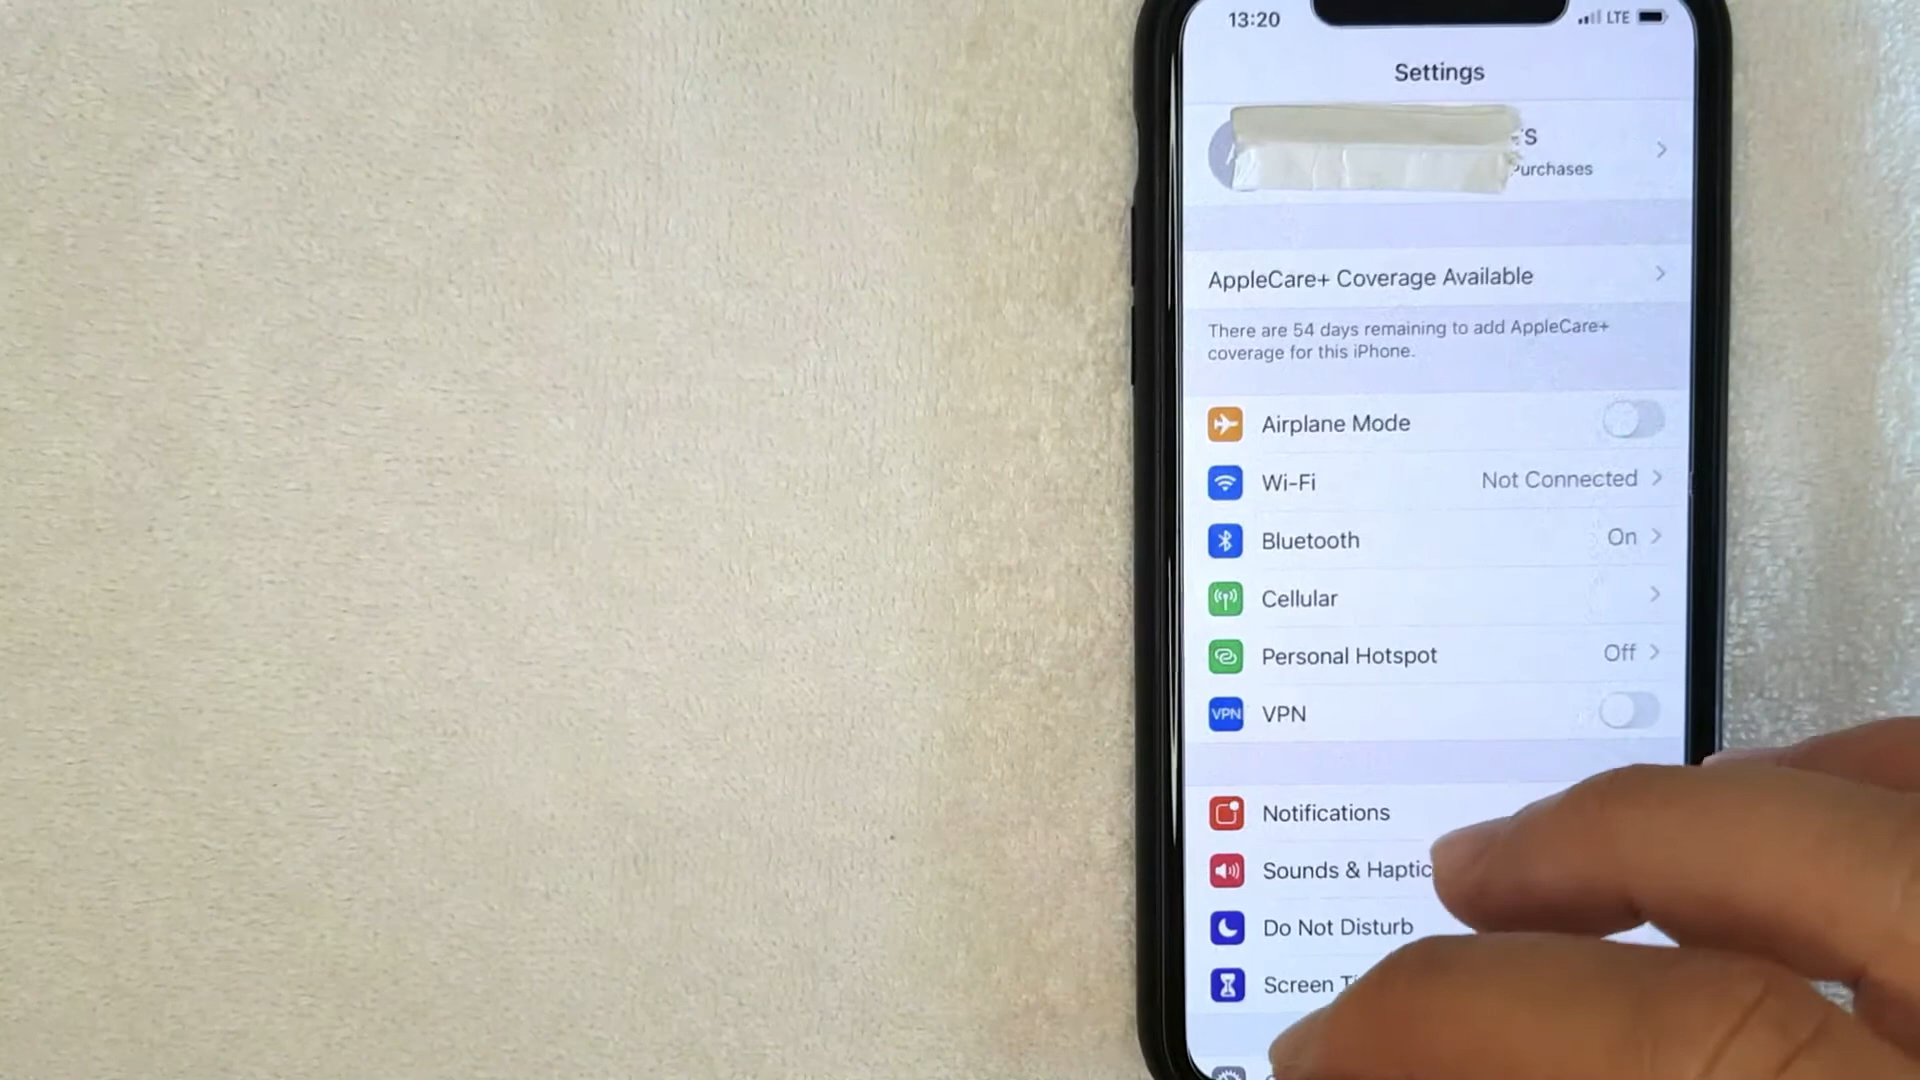 13:20 LTE
Settings
S
Purchases
AppleCare+ Coverage Available
There are 54 days remaining to add AppleCare+
coverage for this iPhone.
Airplane Mode
Wi-Fi Not Connected
Bluetooth On
Cellular
Personal Hotspot Off
VPN VPN
Notifications
Sounds & Haptic
Do Not Disturb
Screen T